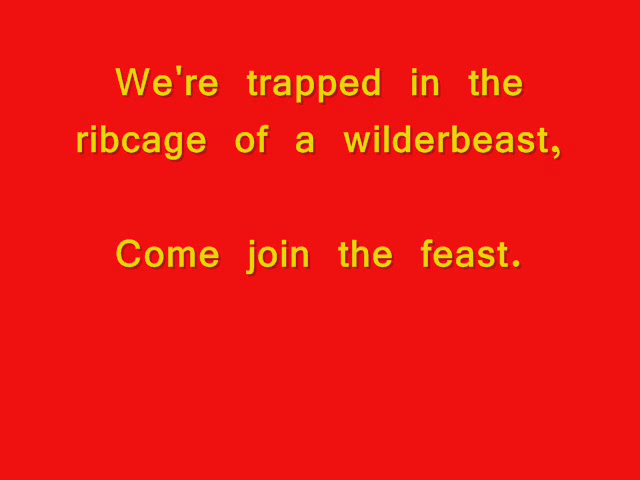 We're trapped in the
ribcage of a wilderbeast,
Come join the feast.